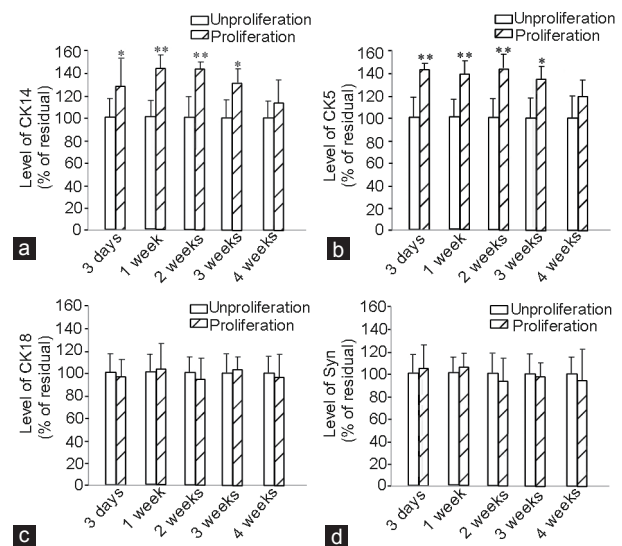 Unproliferation
Proliferation
Level of CK14
(% of residual)
160
140
120
100
80
60
40
20
0
*
**
**
*
3 days
1 week
2 weeks
3 weeks
4 weeks
a
Unproliferation
Proliferation
Level of CK5
(% of residual)
160
140
120
100
80
60
40
20
0
**
**
**
*
3 days
1 week
2 weeks
3 weeks
4 weeks
b
Unproliferation
Proliferation
Level of CK18
(% of residual)
160
140
120
100
80
60
40
20
0
3 days
1 week
2 weeks
3 weeks
4 weeks
c
Unproliferation
Proliferation
Level of Syn
(% of residual)
160
140
120
100
80
60
40
20
0
3 days
1 week
2 weeks
3 weeks
4 weeks
d